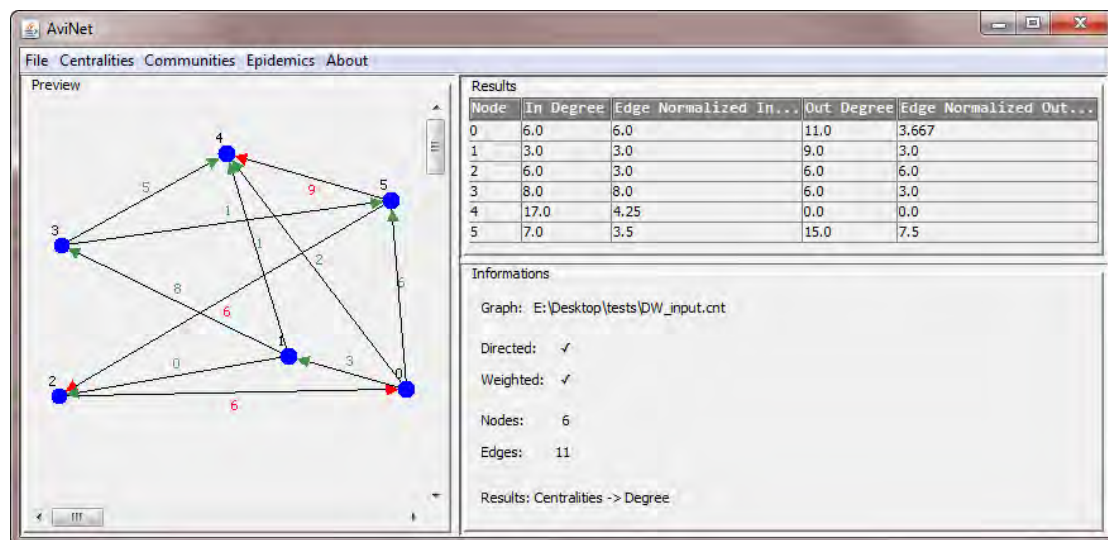 AviNet
File Centralities Communities Epidemics About
Preview
4
5
9
5
3
1
1
2
8
6
6
1
0
3
2
0
6
Results
Node In Degree Edge Normalized In... Out Degree Edge Normalized Out...
0 6.0 6.0 11.0 3.667
1 3.0 3.0 9.0 3.0
2 6.0 3.0 6.0 6.0
3 8.0 8.0 6.0 3.0
4 17.0 4.25 0.0 0.0
5 7.0 3.5 15.0 7.5
Informations
Graph: E:\Desktop\tests\DW_input.cnt
Directed: ✓
Weighted: ✓
Nodes: 6
Edges: 11
Results: Centralities -> Degree